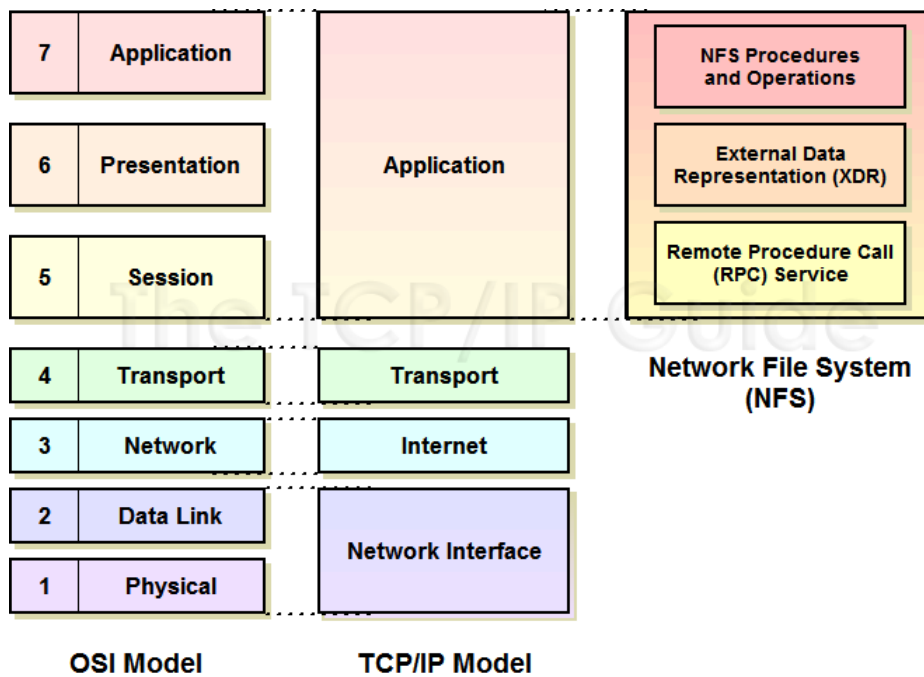 7 Application
6 Presentation
5 Session
4 Transport
3 Network
2 Data Link
1 Physical
OSI Model
Application
Transport
Internet
Network Interface
TCP/IP Model
NFS Procedures
and Operations
External Data
Representation (XDR)
Remote Procedure Call
(RPC) Service
Network File System
(NFS)
The TCP/IP Guide